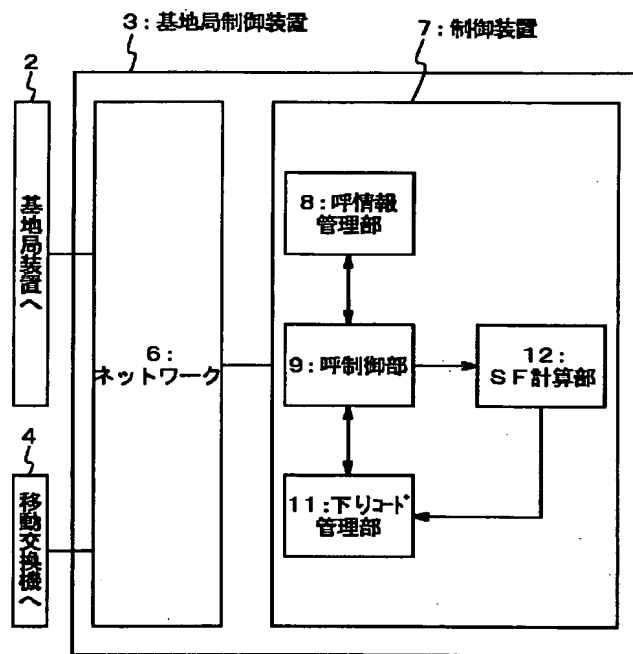 3:基地局制御装置
7:制御装置
2
基地局装置へ
8:呼情報
管理部
6:
ネットワーク
9:呼制御部
12:
SF計算部
4
移動交換機へ
11:下りコード
管理部